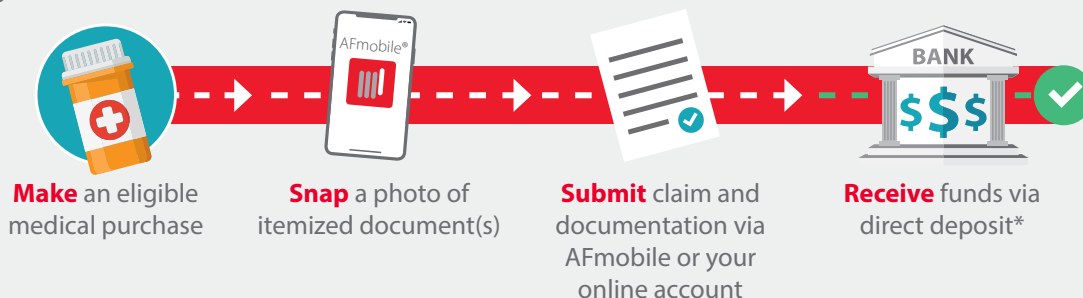 AFmobile®
BANK
$$$
Make an eligible
medical purchase
Snap a photo of
itemized document(s)
Submit claim and
documentation via
AFmobile or your
online account
Receive funds via
direct deposit*